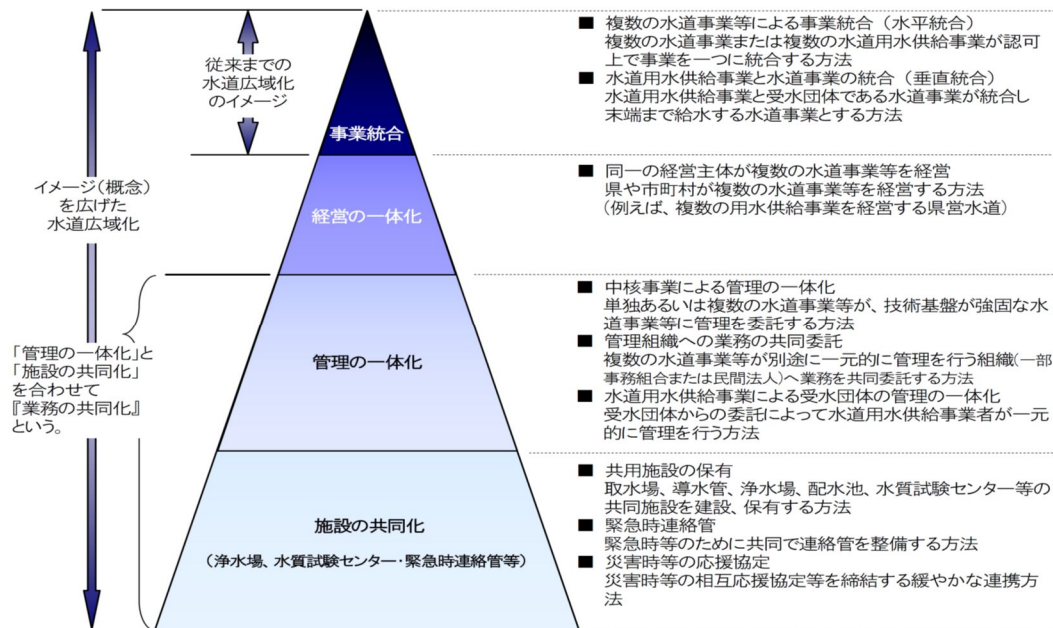 従来までの
水道広域化
のイメージ
イメージ(概念)
を広げた
水道広域化
「管理の一体化」と
「施設の共同化」
を合わせて
『業務の共同化』
という。
事業統合
経営の一体化
管理の一体化
施設の共同化
(浄水場、水質試験センター・緊急時連絡管等)
■ 複数の水道事業等による事業統合（水平統合）
複数の水道事業または複数の水道用水供給事業が認可
上で事業を一つに統合する方法
■ 水道用水供給事業と水道事業の統合（垂直統合）
水道用水供給事業と受水団体である水道事業が統合し
末端まで給水する水道事業とする方法
■ 同一の経営主体が複数の水道事業等を経営
県や市町村が複数の水道事業等を経営する方法
(例えば、複数の用水供給事業を経営する県営水道)
■ 中核事業による管理の一体化
単独あるいは複数の水道事業等が、技術基盤が強固な水
道事業等に管理を委託する方法
■ 管理組織への業務の共同委託
複数の水道事業等が別途に一元的に管理を行う組織(一部
事務組合または民間法人)へ業務を共同委託する方法
■ 水道用水供給事業による受水団体の管理の一体化
受水団体からの委託によって水道用水供給事業者が一元
的に管理を行う方法
■ 共用施設の保有
取水場、導水管、浄水場、配水池、水質試験センター等の
共同施設を建設、保有する方法
■ 緊急時連絡管
緊急時等のために共同で連絡管を整備する方法
■ 災害時等の応援協定
災害時等の相互応援協定等を締結する緩やかな連携方
法